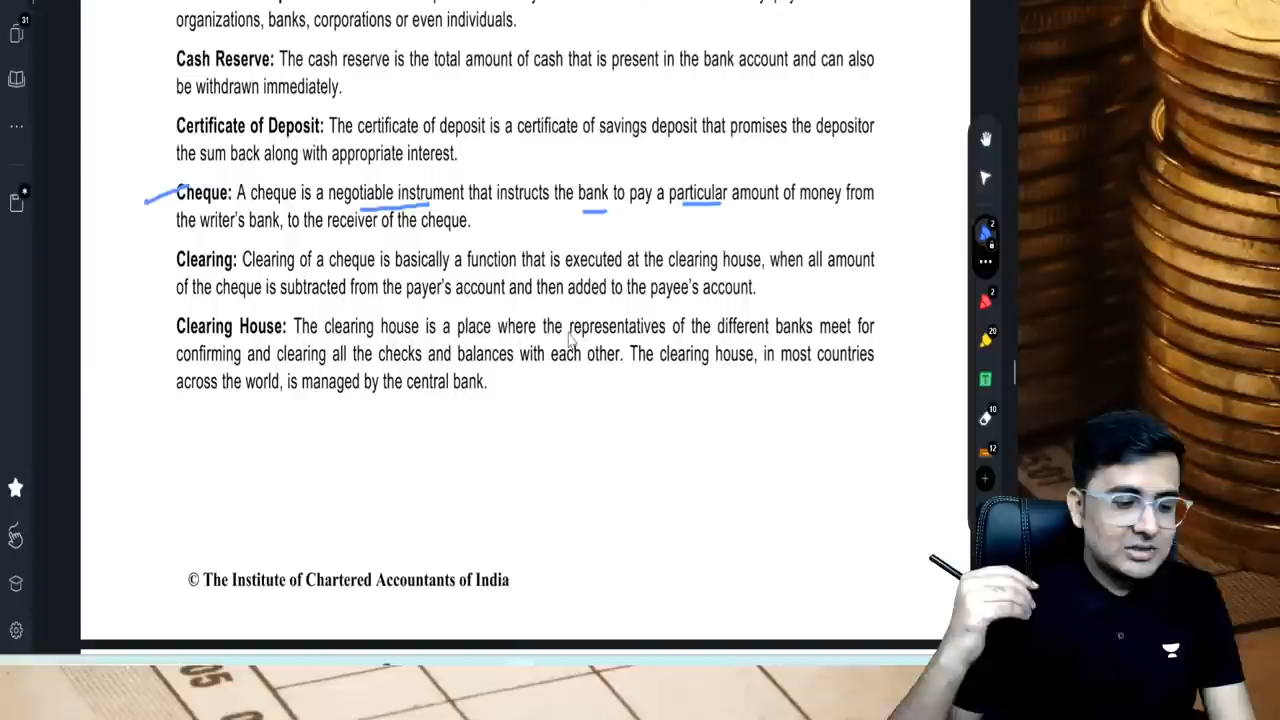 organizations, banks, corporations or even individuals.
Cash Reserve: The cash reserve is the total amount of cash that is present in the bank account and can also
be withdrawn immediately.
Certificate of Deposit: The certificate of deposit is a certificate of savings deposit that promises the depositor
the sum back along with appropriate interest.
Cheque: A cheque is a negotiable instrument that instructs the bank to pay a particular amount of money from
the writer's bank, to the receiver of the cheque.
Clearing: Clearing of a cheque is basically a function that is executed at the clearing house, when all amount
of the cheque is subtracted from the payer's account and then added to the payee's account.
Clearing House: The clearing house is a place where the representatives of the different banks meet for
confirming and clearing all the checks and balances with each other. The clearing house, in most countries
across the world, is managed by the central bank.
© The Institute of Chartered Accountants of India
31
2
2
20
T
10
12
05